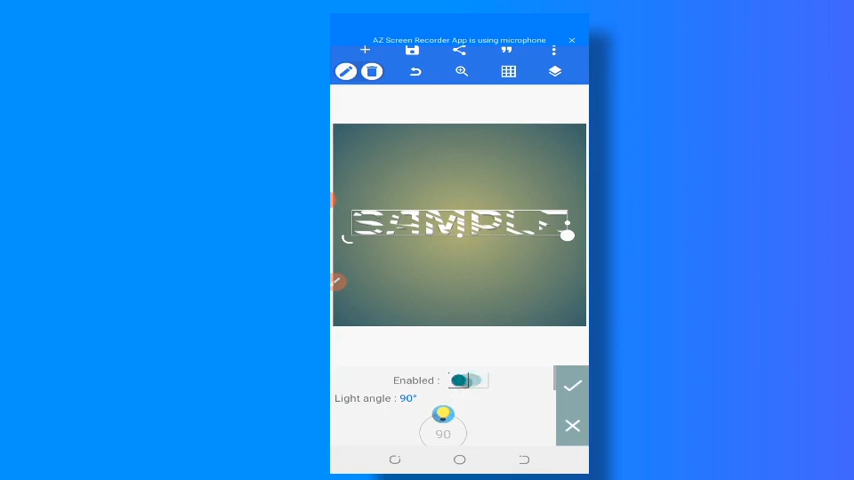 AZ Screen Recorder App is using microphone
SAMPLE
Enabled :
Light angle : 90°
90